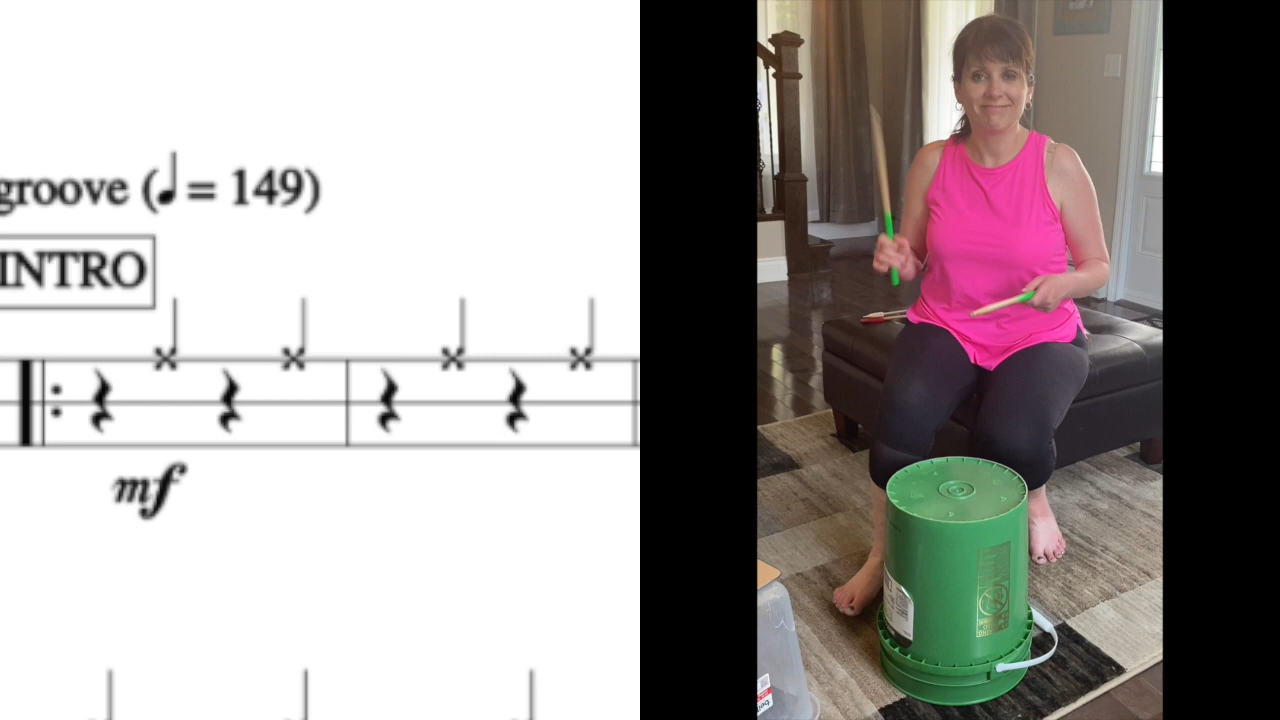 groove (♩ = 149)
INTRO
mf